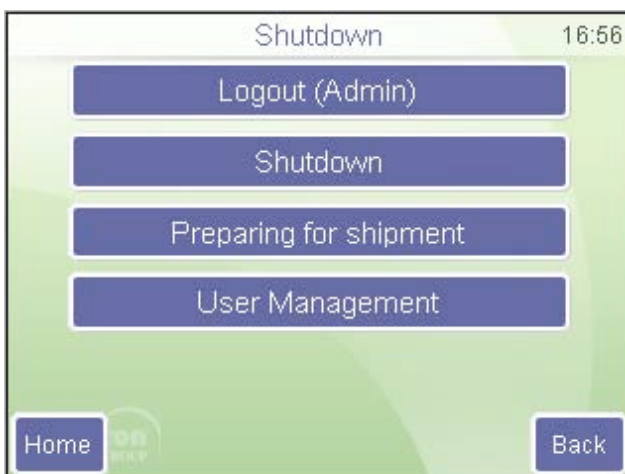 Shutdown 16:56
Logout (Admin)
Shutdown
Preparing for shipment
User Management
Home
Back